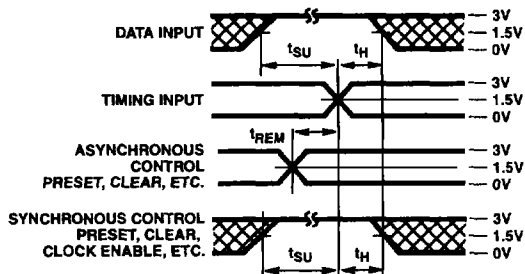 DATA INPUT
3V
1.5V
0V
tSU
tH
TIMING INPUT
3V
1.5V
0V
tREM
ASYNCHRONOUS
CONTROL
PRESET, CLEAR, ETC.
3V
1.5V
0V
SYNCHRONOUS CONTROL
PRESET, CLEAR,
CLOCK ENABLE, ETC.
3V
1.5V
0V
tSU
tH